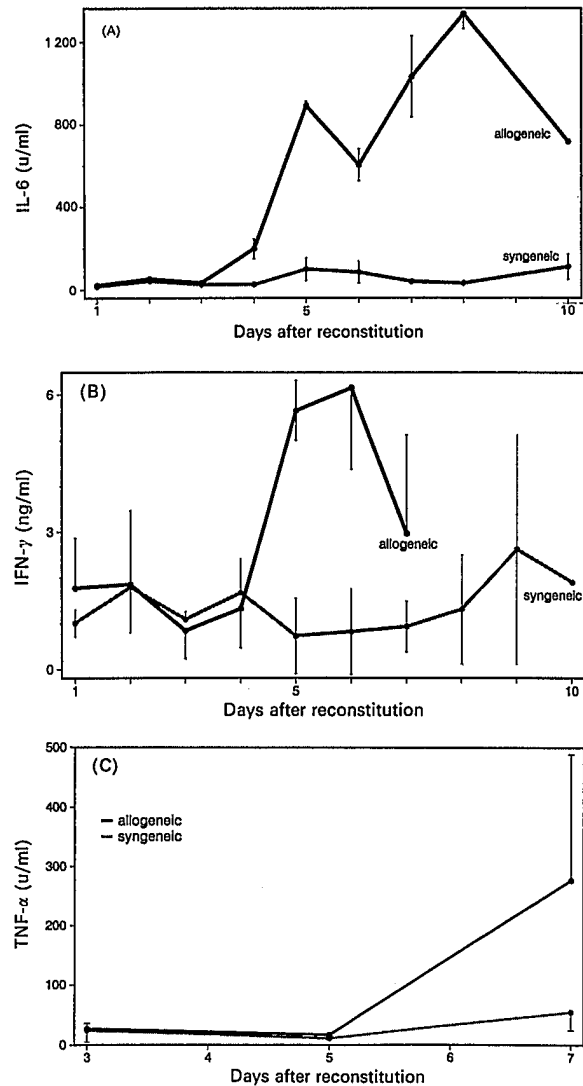 (A)
1 200
800
400
0
IL-6 (u/ml)
allogeneic
syngeneic
1
5
10
Days after reconstitution
(B)
6
3
0
IFN-γ (ng/ml)
allogeneic
syngeneic
1
5
10
Days after reconstitution
(C)
500
400
300
200
100
0
TNF-α (u/ml)
allogeneic
syngeneic
3
4
5
6
7
Days after reconstitution